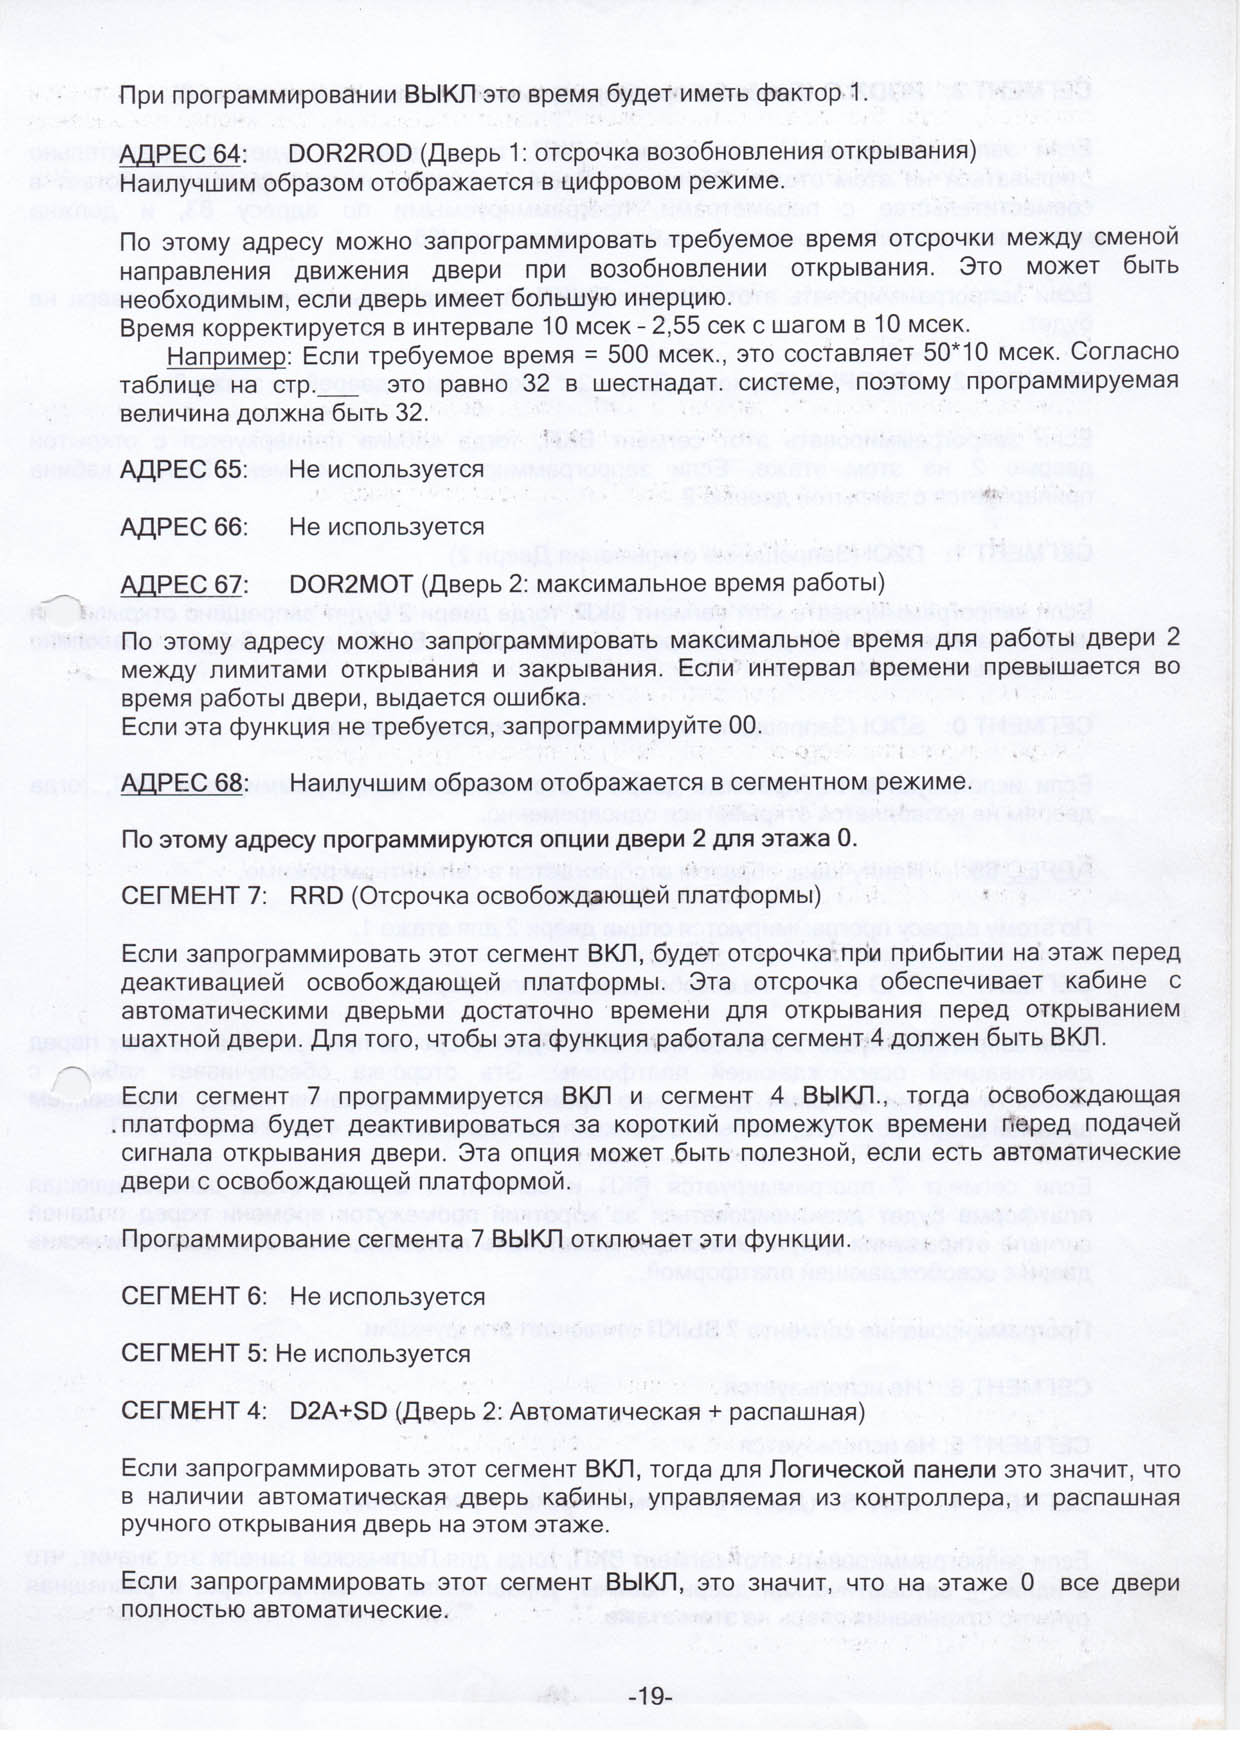 При программировании ВЫКЛ это время будет иметь фактор 1.
АДРЕС 64: DOR2ROD (Дверь 1: отсрочка возобновления открывания)
Наилучшим образом отображается в цифровом режиме.
По этому адресу можно запрограммировать требуемое время отсрочки между сменой
направления движения двери при возобновлении открывания. Это может быть
необходимым, если дверь имеет большую инерцию.
Время корректируется в интервале 10 мсек - 2,55 сек с шагом в 10 мсек.
Например: Если требуемое время = 500 мсек., это составляет 50*10 мсек. Согласно
таблице на стр.___ это равно 32 в шестнадат. системе, поэтому программируемая
величина должна быть 32.
АДРЕС 65: Не используется
АДРЕС 66: Не используется
АДРЕС 67: DOR2MOT (Дверь 2: максимальное время работы)
По этому адресу можно запрограммировать максимальное время для работы двери 2
между лимитами открывания и закрывания. Если интервал времени превышается во
время работы двери, выдается ошибка.
Если эта функция не требуется, запрограммируйте 00.
АДРЕС 68: Наилучшим образом отображается в сегментном режиме
По этому адресу программируются опции двери 2 для этажа 0.
СЕГМЕНТ 7: RRD (Отсрочка освобождающей платформы)
Если запрограммировать этот сегмент ВКЛ, будет отсрочка при прибытии на этаж перед
деактивацией освобождающей платформы. Эта отсрочка обеспечивает кабине с
автоматическими дверьми достаточно времени для открывания перед открыванием
шахтной двери. Для того, чтобы эта функция работала сегмент 4 должен быть ВКЛ.
Если сегмент 7 программируется ВКЛ и сегмент 4 ВЫКЛ., тогда освобождающая
платформа будет деактивироваться за короткий промежуток времени перед подачей
сигнала открывания двери. Эта опция может быть полезной, если есть автоматические
двери с освобождающей платформой.
Программирование сегмента 7 ВЫКЛ отключает эти функции.
СЕГМЕНТ 6: Не используется
СЕГМЕНТ 5: Не используется
СЕГМЕНТ 4: D2A+SD (Дверь 2: Автоматическая + распашная)
Если запрограммировать этот сегмент ВКЛ, тогда для Логической панели это значит, что
в наличии автоматическая дверь кабины, управляемая из контроллера, и распашная
ручного открывания дверь на этом этаже.
Если запрограммировать этот сегмент ВЫКЛ, это значит, что на этаже 0 все двери
полностью автоматические.
-19-